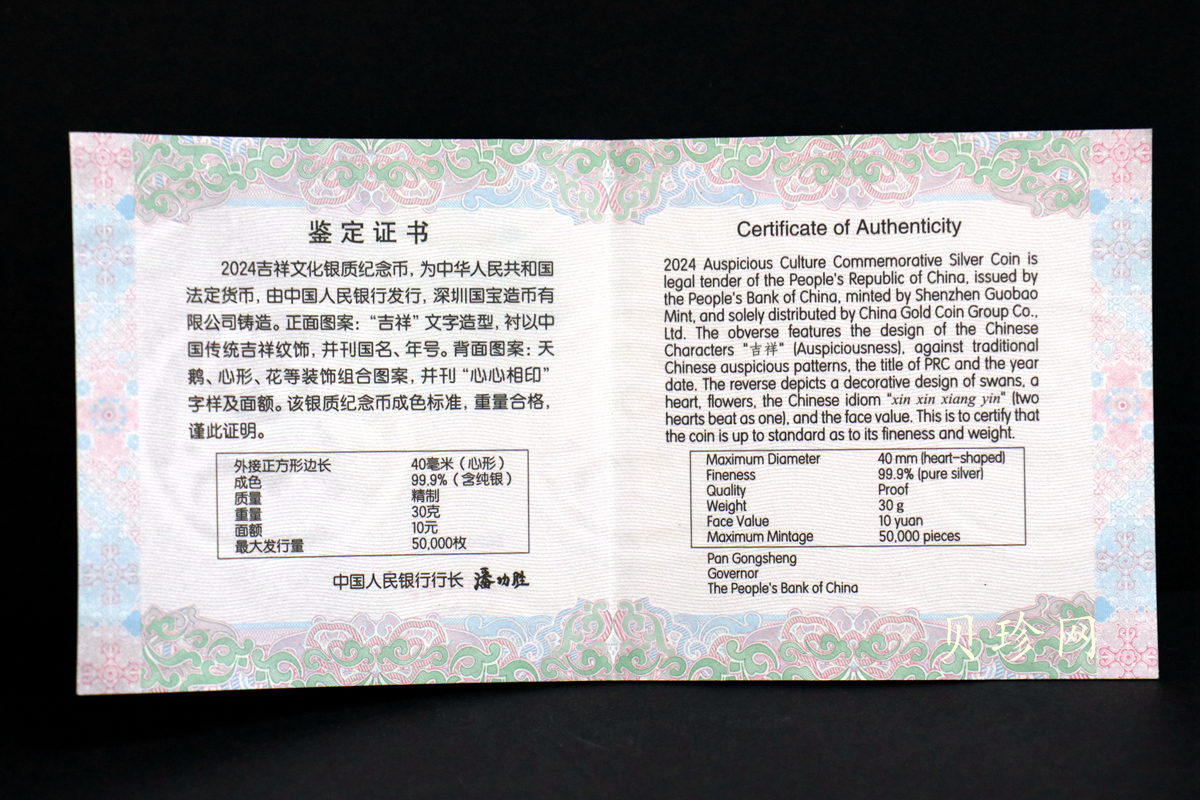 鉴定证书
2024吉祥文化银质纪念币，为中华人民共和国
法定货币，由中国人民银行发行，深圳国宝造币有
限公司铸造。正面图案：“吉祥”文字造型，衬以中
国传统吉祥纹饰，并刊国名、年号。背面图案：天
鹅、心形、花等装饰组合图案，并刊“心心相印”
字样及面额。该银质纪念币成色标准，重量合格，
谨此证明。
外接正方形边长 40毫米（心形）
成色 99.9%（含纯银）
质量 精制
重量 30克
面额 10元
最大发行量 50,000枚
中国人民银行行长 潘功胜
Certificate of Authenticity
2024 Auspicious Culture Commemorative Silver Coin is
legal tender of the People's Republic of China, issued by
the People's Bank of China, minted by Shenzhen Guobao
Mint, and solely distributed by China Gold Coin Group Co.,
Ltd. The obverse features the design of the Chinese
Characters "吉祥" (Auspiciousness), against traditional
Chinese auspicious patterns, the title of PRC and the year
date. The reverse depicts a decorative design of swans, a
heart, flowers, the Chinese idiom "xin xin xiang yin" (two
hearts beat as one), and the face value. This is to certify that
the coin is up to standard as to its fineness and weight.
Maximum Diameter 40 mm (heart-shaped)
Fineness 99.9% (pure silver)
Quality Proof
Weight 30 g
Face Value 10 yuan
Maximum Mintage 50,000 pieces
Pan Gongsheng
Governor
The People's Bank of China
贝珍网